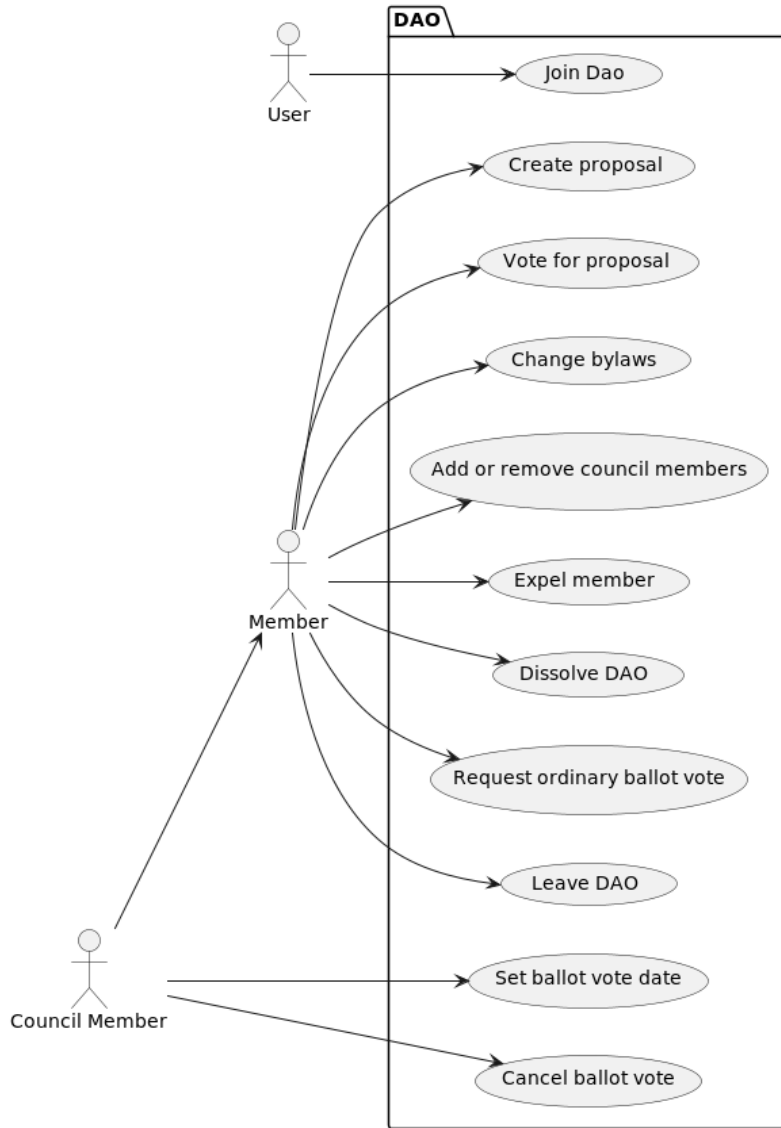 DAO
Join Dao
User
Create proposal
Vote for proposal
Change bylaws
Add or remove council members
Expel member
Member
Dissolve DAO
Request ordinary ballot vote
Leave DAO
Set ballot vote date
Council Member
Cancel ballot vote